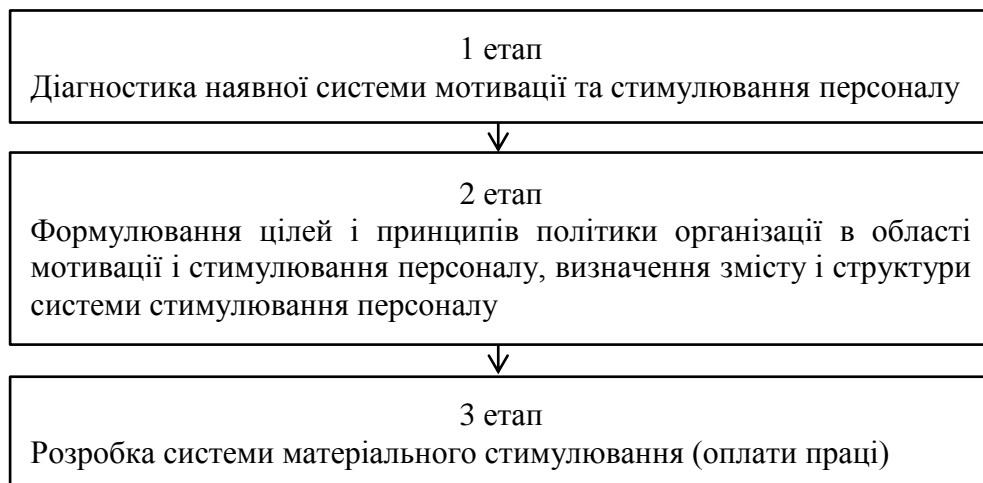 1 етап
Діагностика наявної системи мотивації та стимулювання персоналу
2 етап
Формулювання цілей і принципів політики організації в області
мотивації і стимулювання персоналу, визначення змісту і структури
системи стимулювання персоналу
3 етап
Розробка системи матеріального стимулювання (оплати праці)